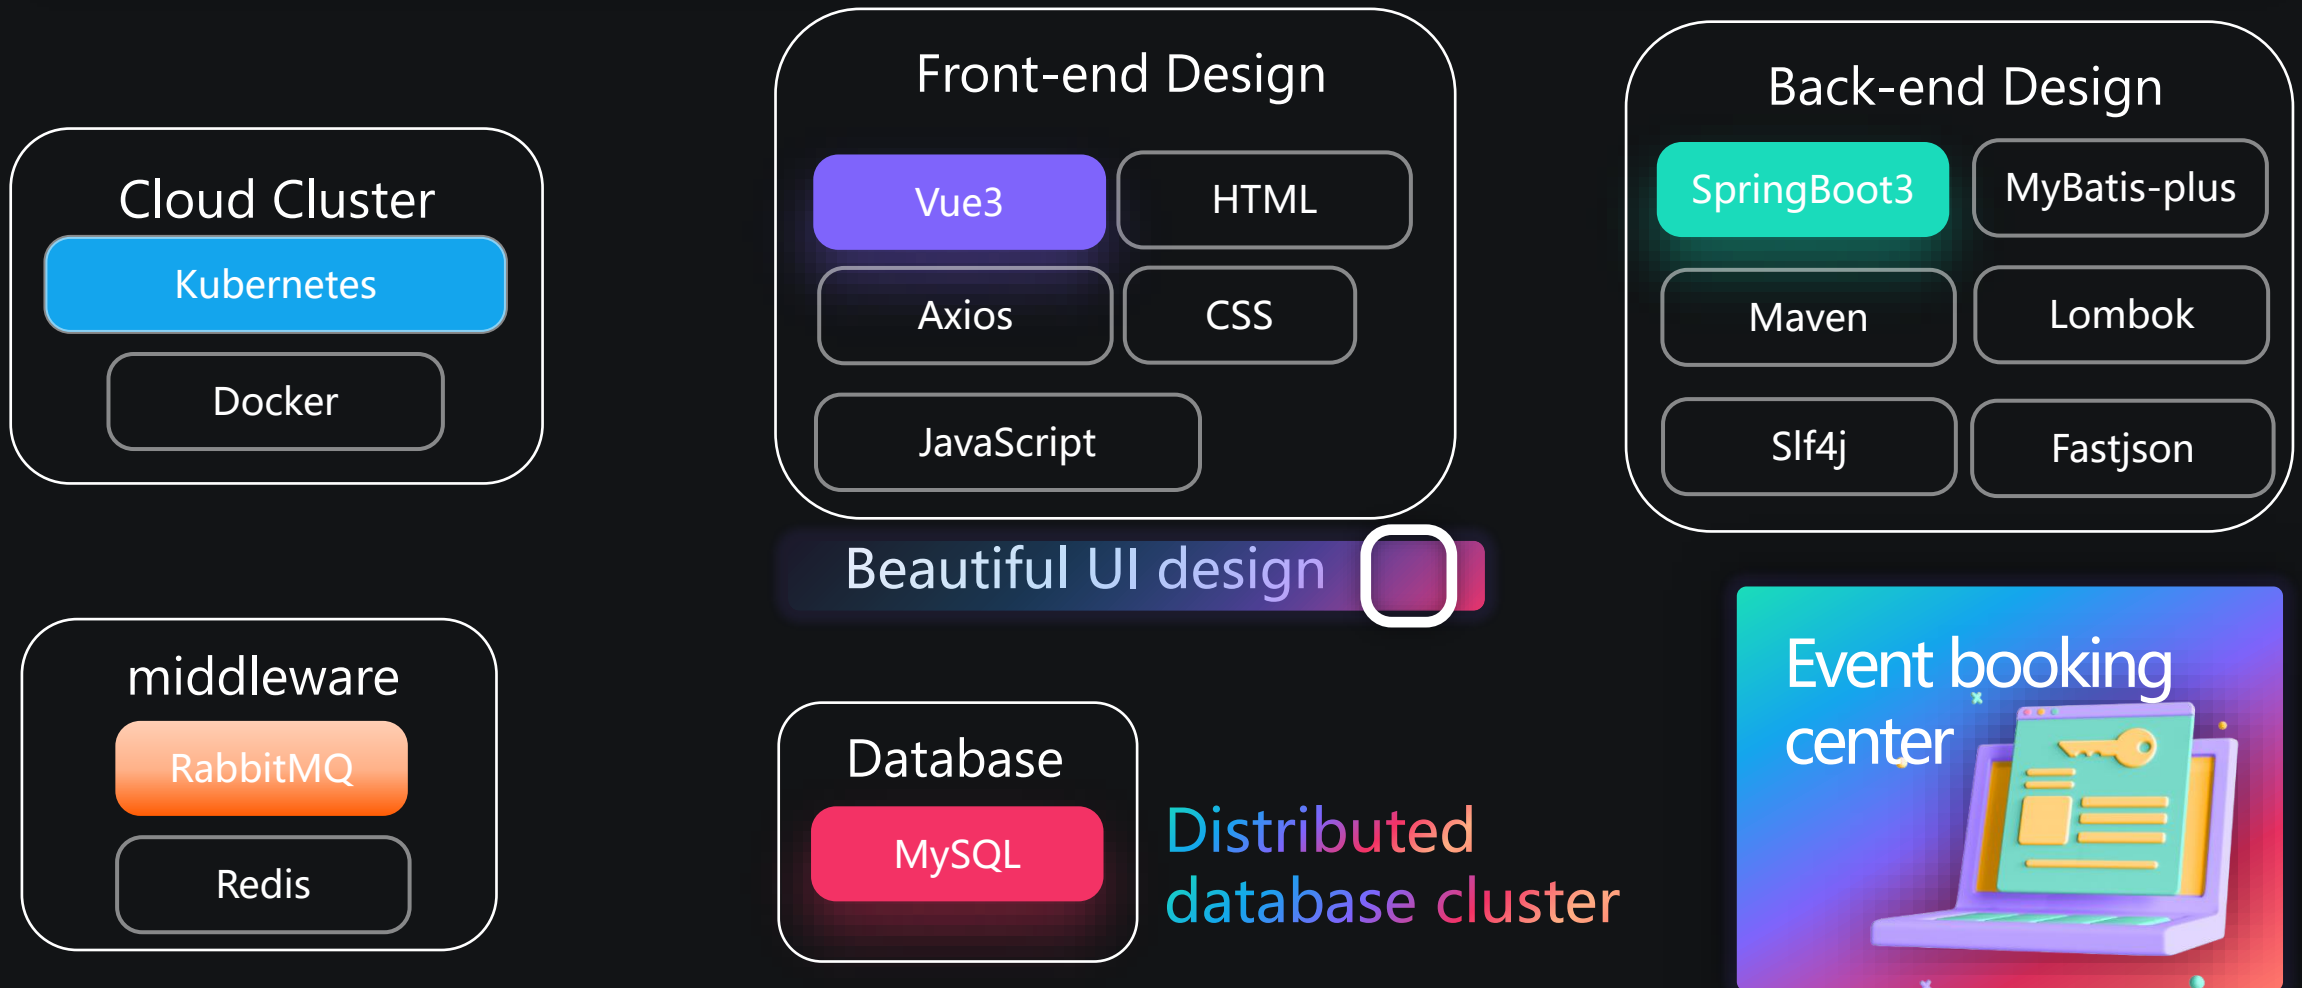 Cloud Cluster
Kubernetes
Docker
Front-end Design
Vue3
HTML
Axios
CSS
JavaScript
Beautiful UI design
Back-end Design
SpringBoot3
MyBatis-plus
Maven
Lombok
Slf4j
Fastjson
middleware
RabbitMQ
Redis
Database
MySQL
Distributed
database cluster
Event booking
center